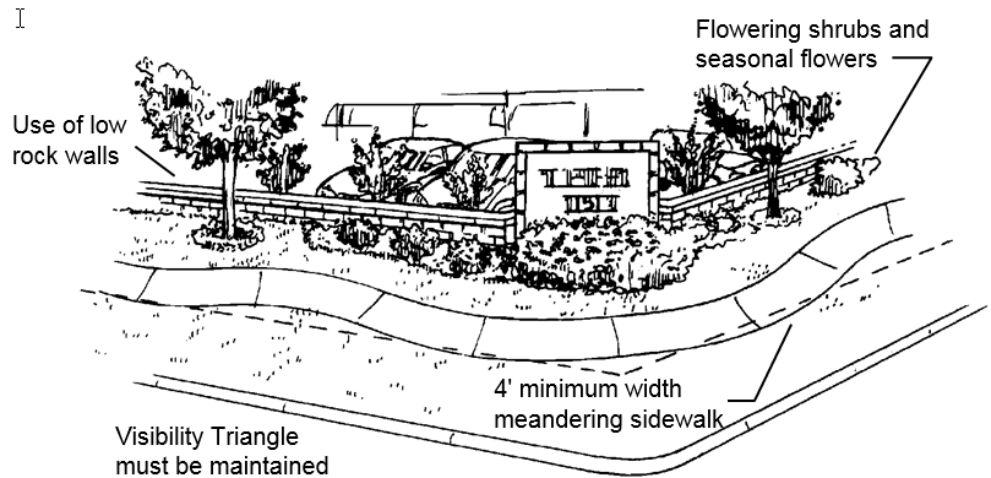 Flowering shrubs and
seasonal flowers
Use of low
rock walls
4' minimum width
meandering sidewalk
Visibility Triangle
must be maintained